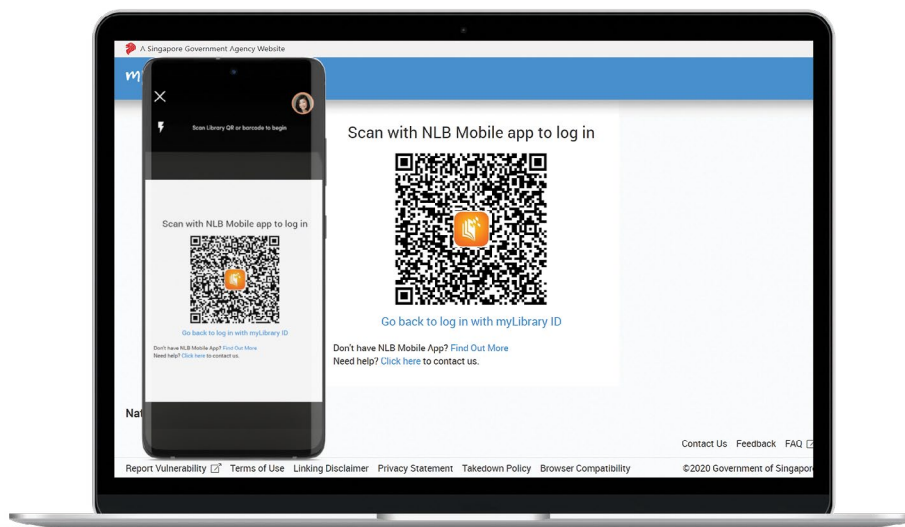 A Singapore Government Agency Website
my
Scan Library QR or barcode to begin
Scan with NLB Mobile app to log in
Go back to log in with myLibrary ID
Don't have NLB Mobile App? Find Out More
Need help? Click here to contact us.
Scan with NLB Mobile app to log in
Go back to log in with myLibrary ID
Don't have NLB Mobile App? Find Out More
Need help? Click here to contact us.
Nat
Contact Us Feedback FAQ
Report Vulnerability Terms of Use Linking Disclaimer Privacy Statement Takedown Policy Browser Compatibility ©2020 Government of Singapor